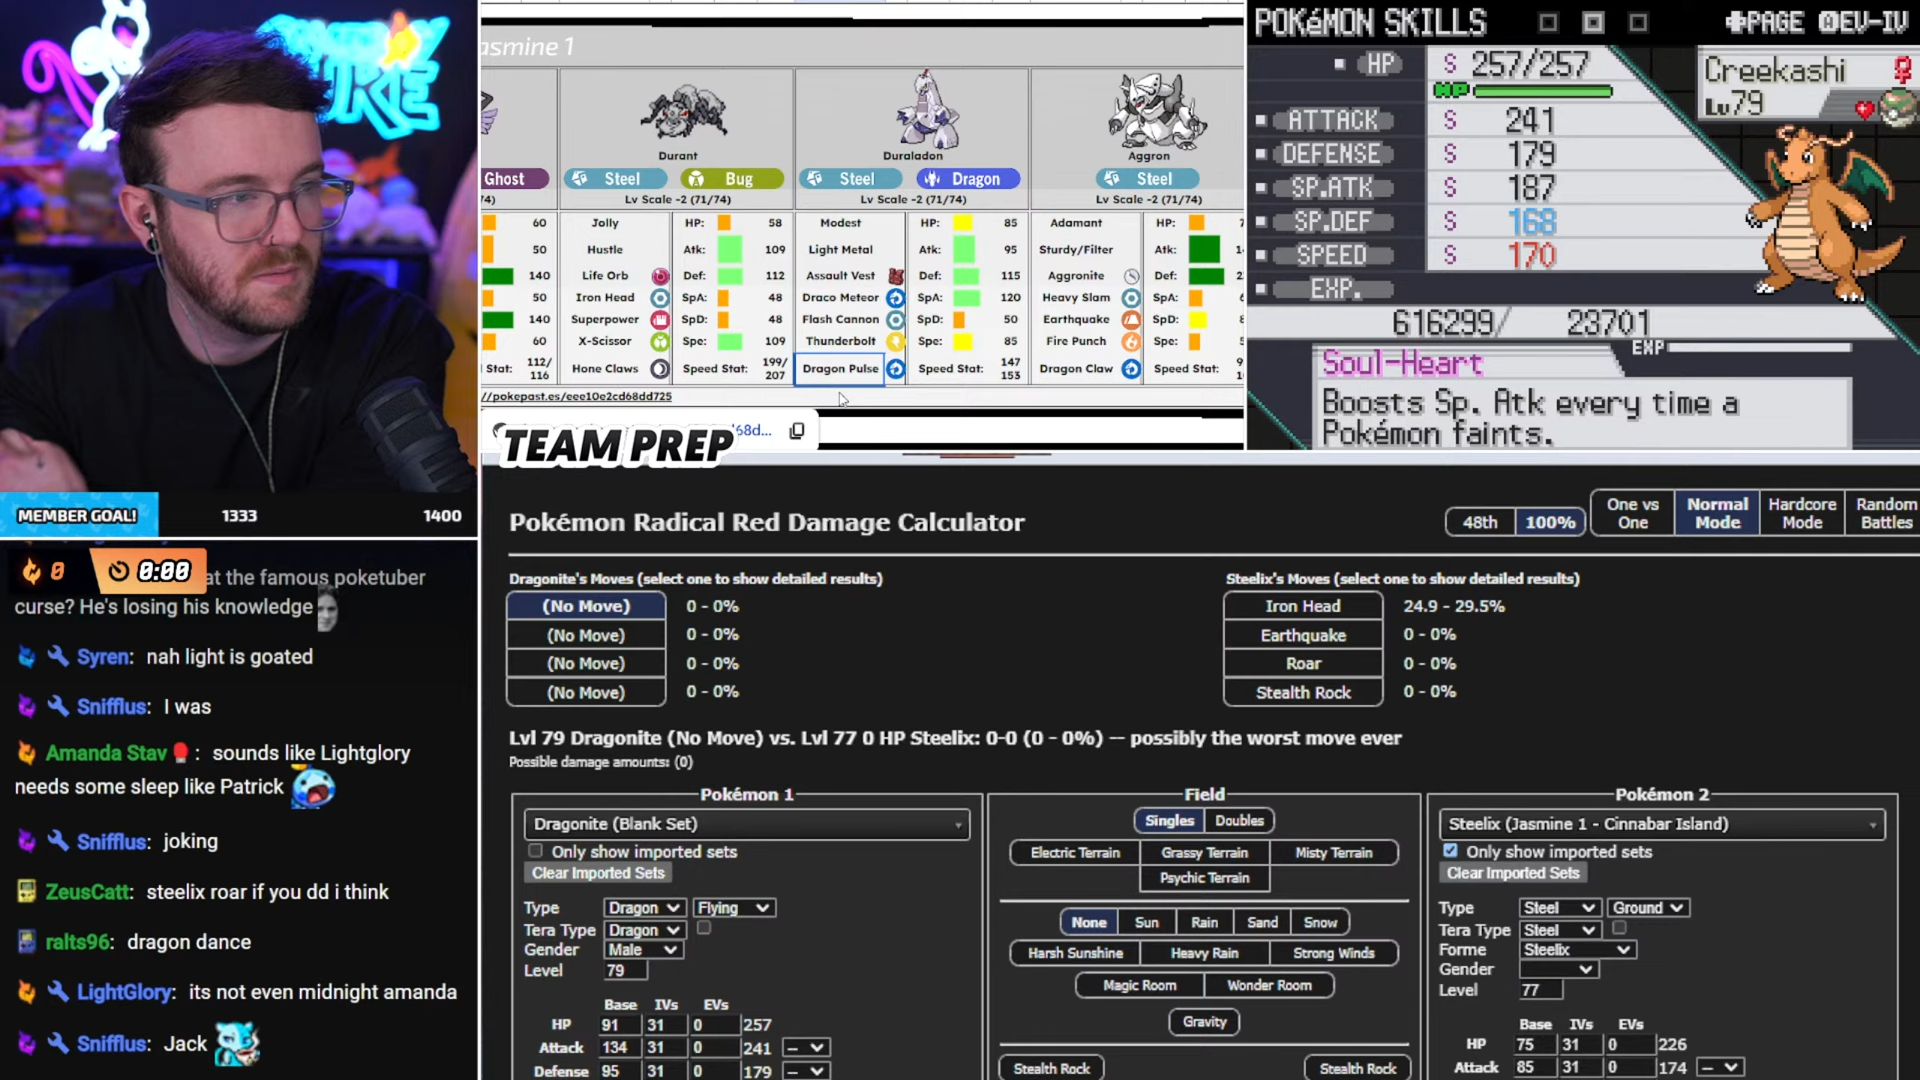 asmine 1
Durant
Duraladon
Aggron
Ghost
Steel
Bug
Steel
Dragon
Steel
74)
Lv Scale -2 (71/74)
Lv Scale -2 (71/74)
Lv Scale -2 (71/74)
60 Jolly HP: 58 Modest HP: 85 Adamant HP:
50 Hustle Atk: 109 Light Metal Atk: 95 Sturdy/Filter Atk:
140 Life Orb Def: 112 Assault Vest Def: 115 Aggronite Def:
50 Iron Head SpA: 48 Draco Meteor SpA: 120 Heavy Slam SpA:
140 Superpower SpD: 48 Flash Cannon SpD: 50 Earthquake SpD:
60 X-Scissor Spe: 109 Thunderbolt Spe: 85 Fire Punch Spe:
Stat: 112/116 Hone Claws Speed Stat: 199/207 Dragon Pulse Speed Stat: 147 153 Dragon Claw Speed Stat:
//pokepast.es/eee10e2cd68dd725
68d...
TEAM PREP
POKéMON SKILLS
PAGE EV-IV
HP S 257/257
HP
ATTACK S 241
DEFENSE S 179
SP.ATK S 187
SP.DEF S 168
SPEED S 170
EXP.
616299/ 23701
EXP
Creekashi ♀
Lv79
Soul-Heart
Boosts Sp. Atk every time a
Pokémon faints.
MEMBER GOAL! 1333 1400
0 0:00
at the famous poketuber
curse? He's losing his knowledge
Syren: nah light is goated
Snifflus: I was
Amanda Stav: sounds like Lightglory
needs some sleep like Patrick
Snifflus: joking
ZeusCatt: steelix roar if you dd i think
ralts96: dragon dance
LightGlory: its not even midnight amanda
Snifflus: Jack
Pokémon Radical Red Damage Calculator
48th 100%
One vs One
Normal Mode
Hardcore Mode
Random Battles
Dragonite's Moves (select one to show detailed results)
(No Move) 0 - 0%
(No Move) 0 - 0%
(No Move) 0 - 0%
(No Move) 0 - 0%
Steelix's Moves (select one to show detailed results)
Iron Head 24.9 - 29.5%
Earthquake 0 - 0%
Roar 0 - 0%
Stealth Rock 0 - 0%
Lvl 79 Dragonite (No Move) vs. Lvl 77 0 HP Steelix: 0-0 (0 - 0%) -- possibly the worst move ever
Possible damage amounts: (0)
Pokémon 1
Dragonite (Blank Set)
Only show imported sets
Clear Imported Sets
Type Dragon Flying
Tera Type Dragon
Gender Male
Level 79
Base IVs EVs
HP 91 31 0 257
Attack 134 31 0 241 --
Defense 95 31 0 179 --
Field
Singles Doubles
Electric Terrain Grassy Terrain Misty Terrain
Psychic Terrain
None Sun Rain Sand Snow
Harsh Sunshine Heavy Rain Strong Winds
Magic Room Wonder Room
Gravity
Stealth Rock Stealth Rock
Pokémon 2
Steelix (Jasmine 1 - Cinnabar Island)
Only show imported sets
Clear Imported Sets
Type Steel Ground
Tera Type Steel
Forme Steelix
Gender
Level 77
Base IVs EVs
HP 75 31 0 226
Attack 85 31 0 174 --